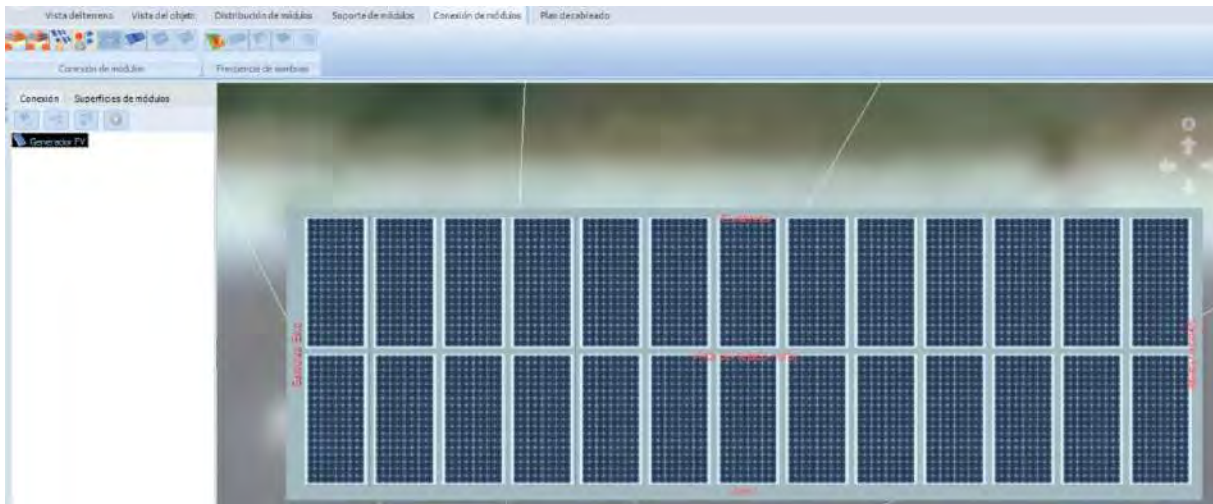 Vista del terreno Vista del objeto Distribución de módulos Soporte de módulos Conexión de módulos Plan de cableado
Conexión de módulos Frecuencia de sombras
Conexión Superficies de módulos
Generador PV